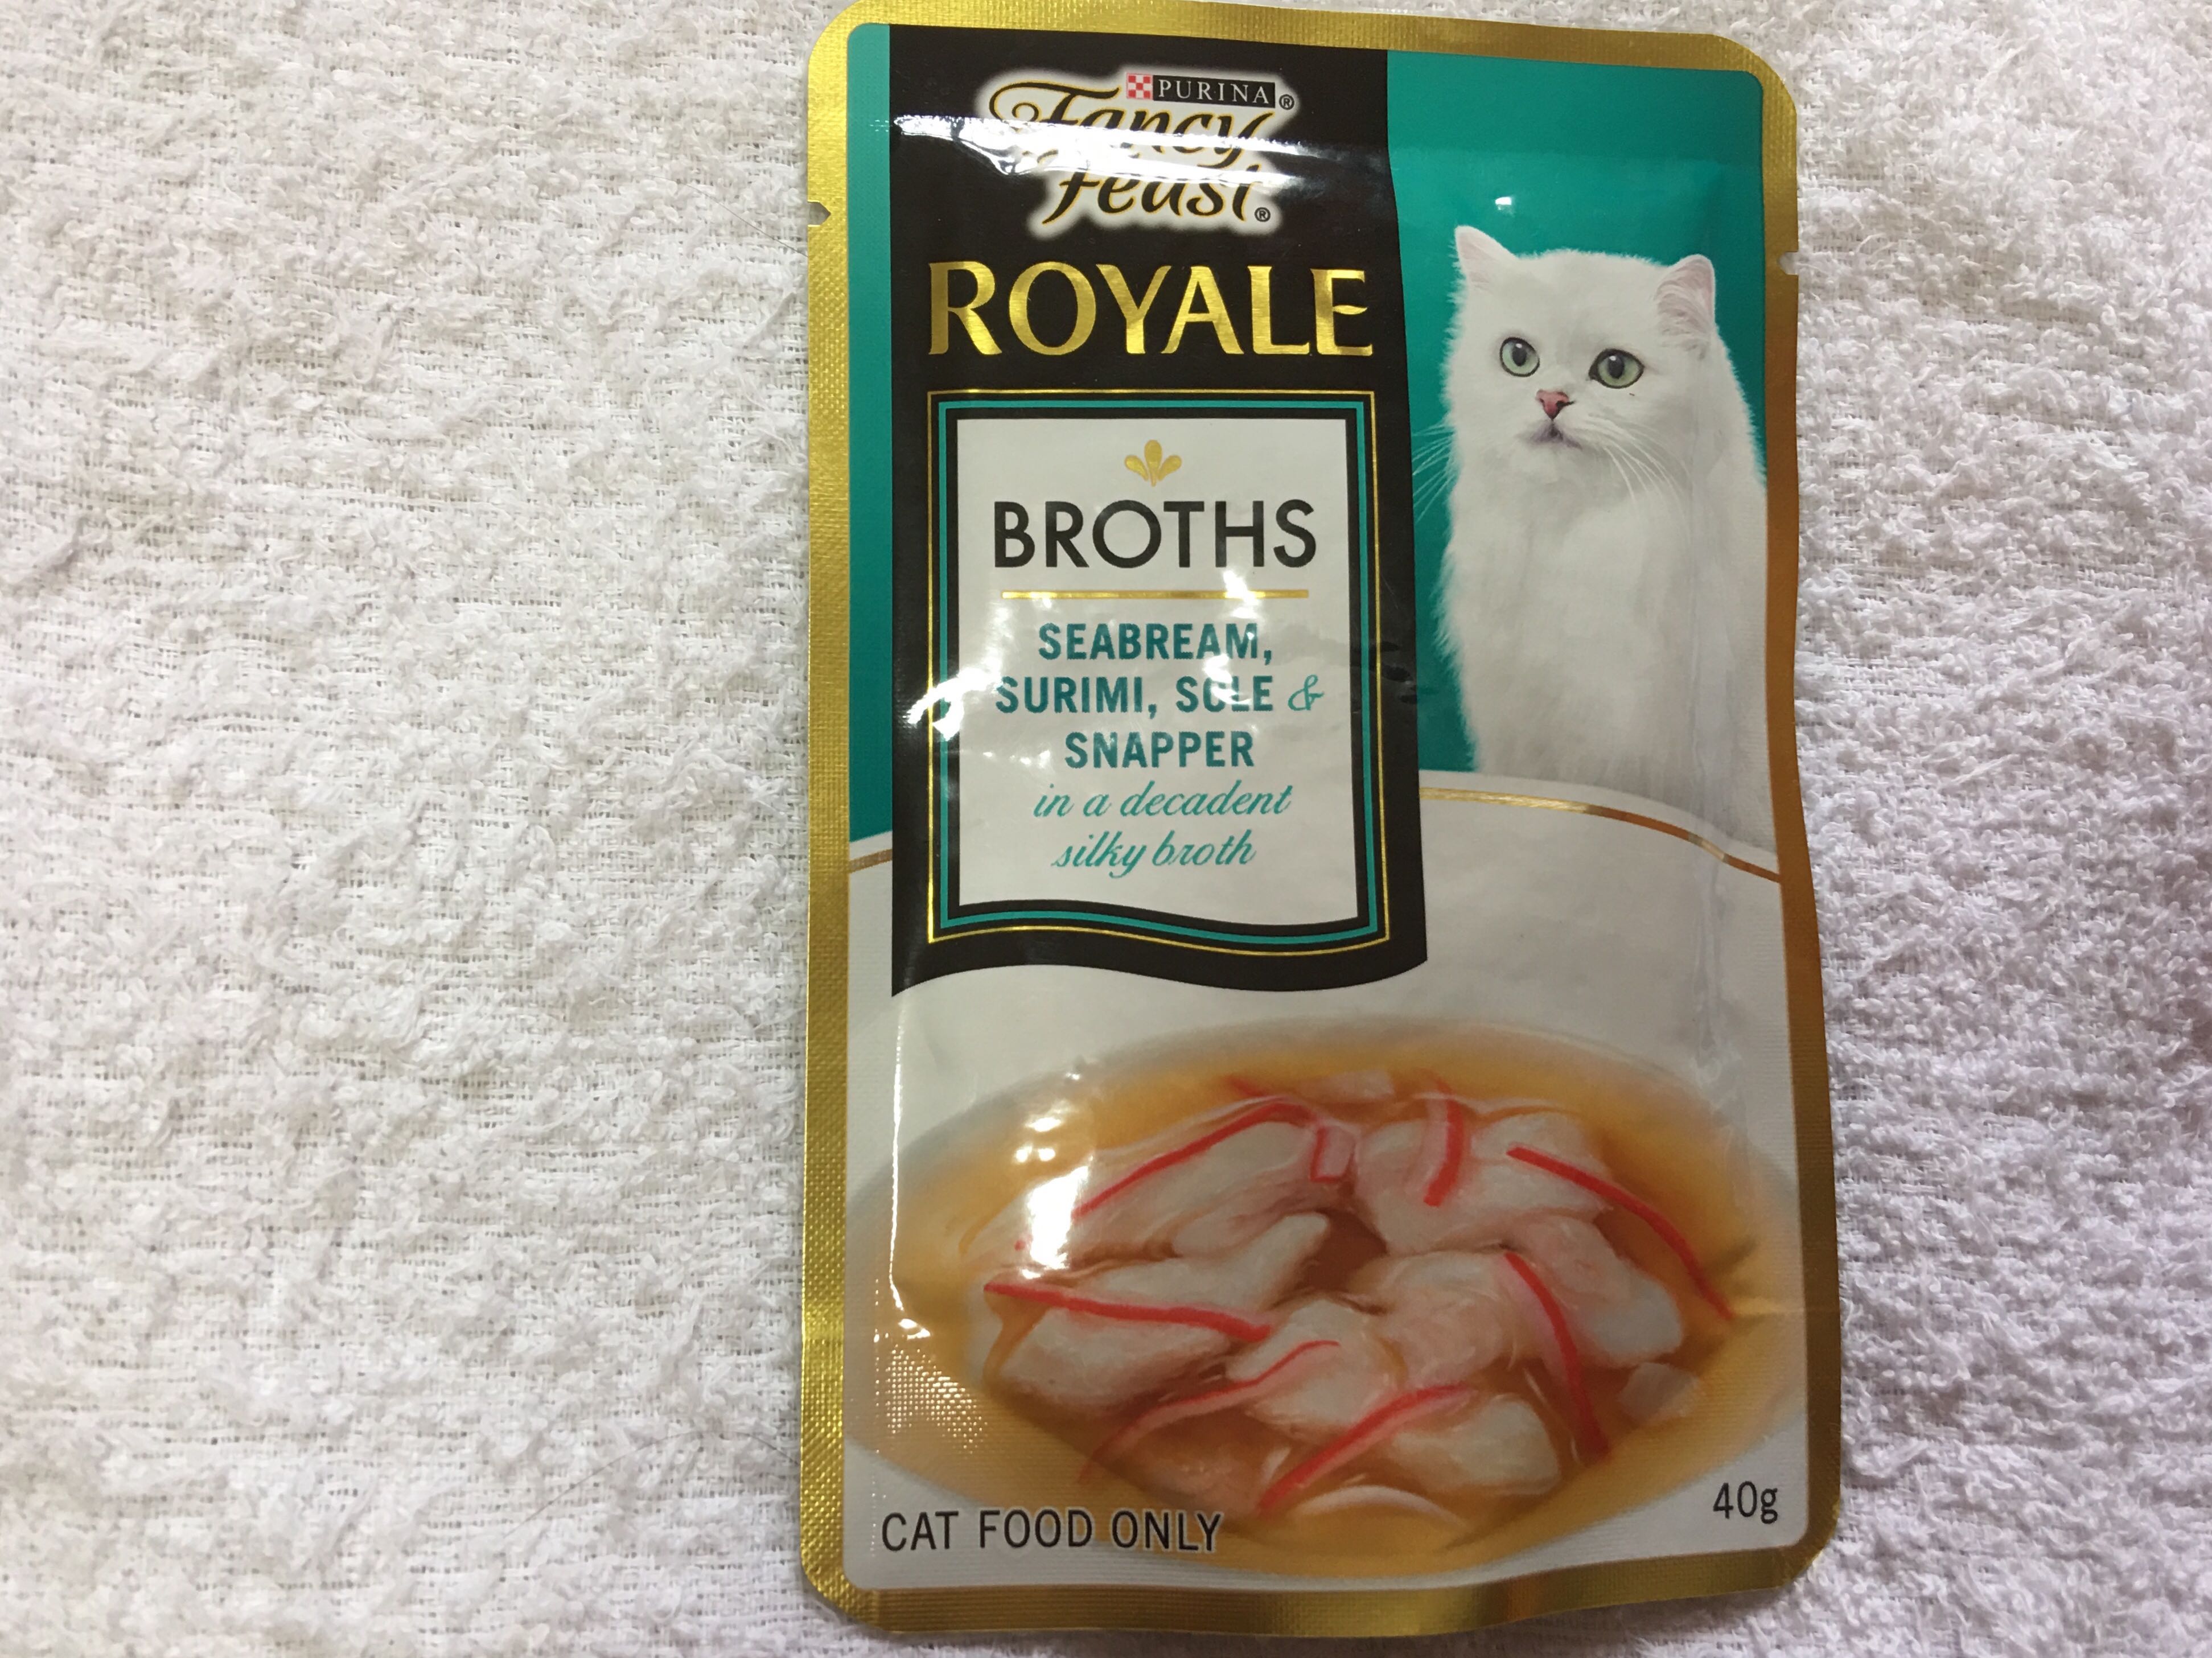 PURINA®
Fancy
Feast®
ROYALE
BROTHS
SEABREAM,
SURIMI, SOLE &
SNAPPER
in a decadent
silky broth
CAT FOOD ONLY
40g